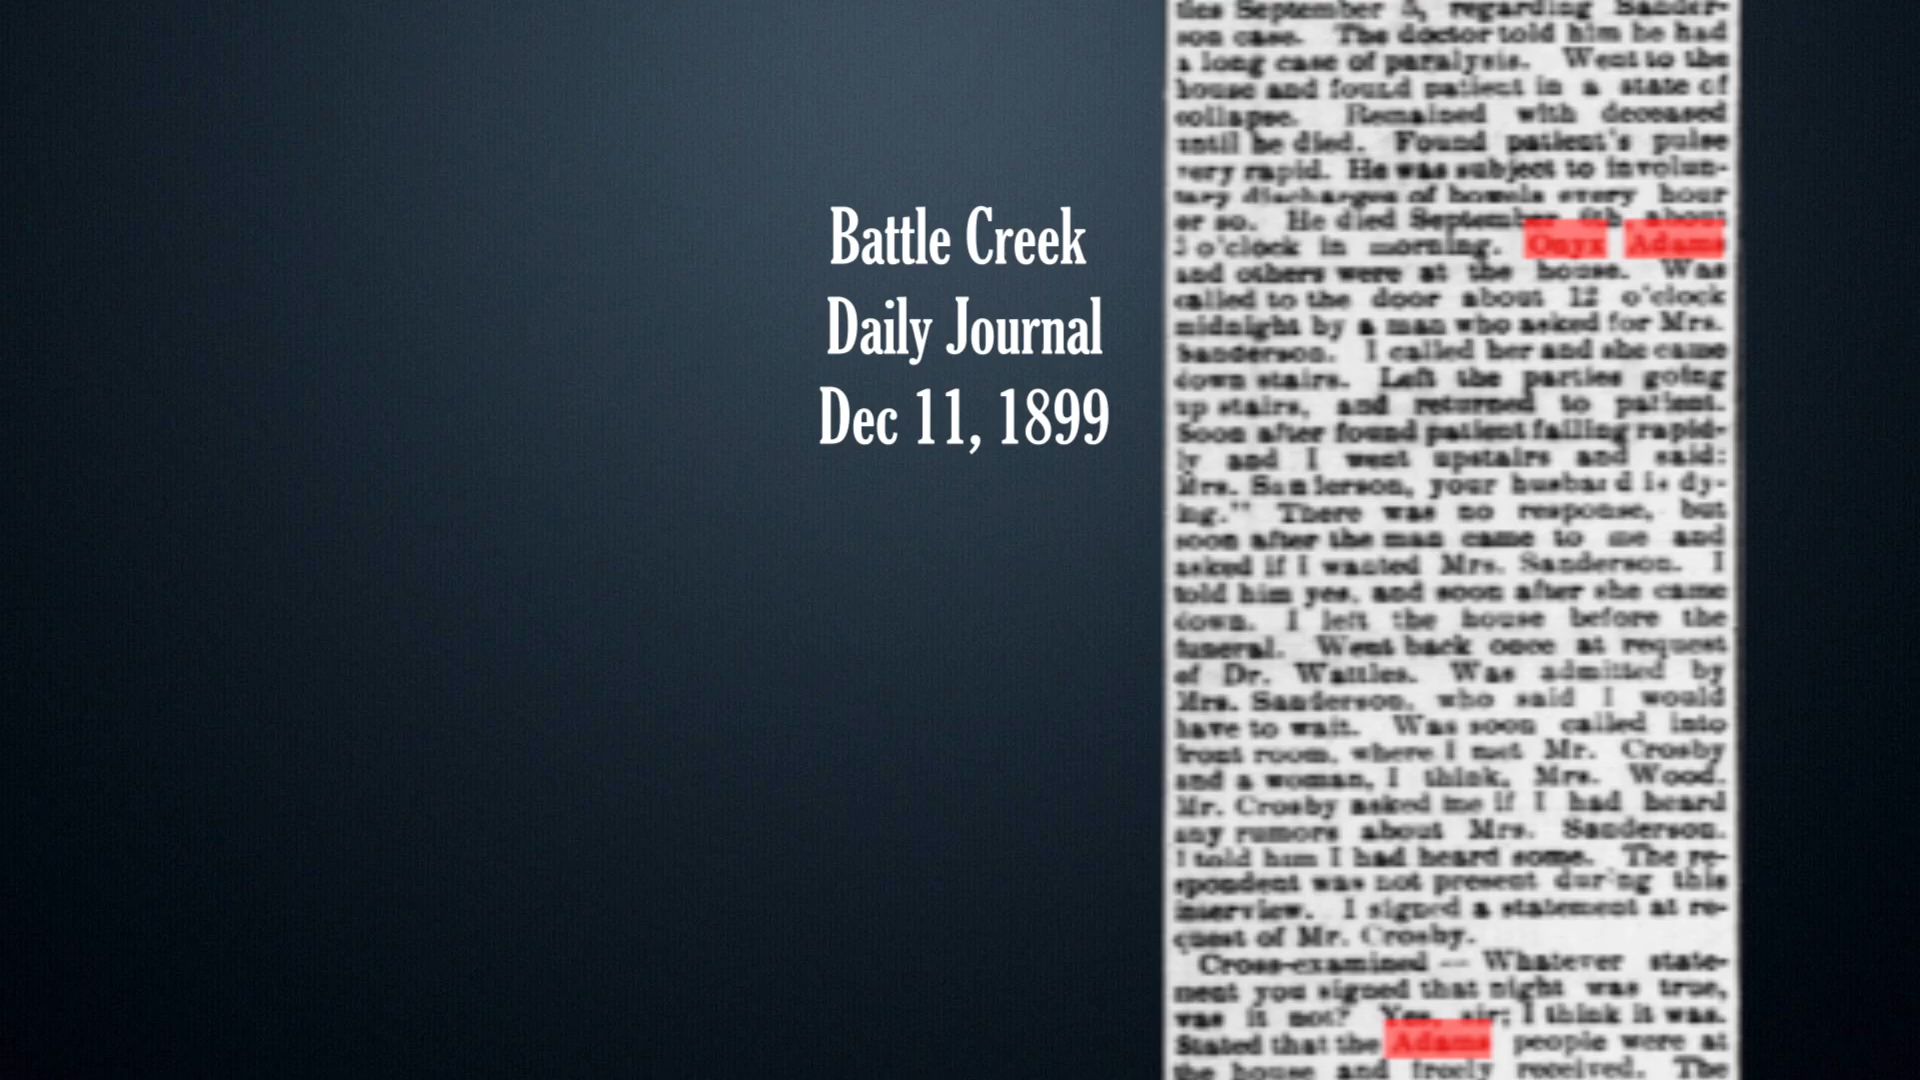 Battle Creek
Daily Journal
Dec 11, 1899
September 5, regarding Sander-
son case. The doctor told him he had
a long case of paralysis. Went to the
house and found patient in a state of
collapse. Remained with deceased
until he died. Found patient's pulse
very rapid. He was subject to involun-
tary discharges of bowels every hour
or so. He died September 6th about
o'clock in morning. Onyx Adams
and others were at the house. Was
called to the door about 12 o'clock
midnight by a man who asked for Mrs.
Sanderson. I called her and she came
down stairs. Left the parties going
up stairs, and returned to patient.
Soon after found patient failing rapid-
ly and I went upstairs and said:
Mrs. Sanderson, your husband is dy-
ing." There was no response, but
soon after the man came to me and
asked if I wanted Mrs. Sanderson. I
told him yes, and soon after she came
down. I left the house before the
funeral. Went back once at request
of Dr. Wattles. Was admitted by
Mrs. Sanderson, who said I would
have to wait. Was soon called into
front room, where I met Mr. Crosby
and a woman, I think, Mrs. Wood.
Mr. Crosby asked me if I had heard
any rumors about Mrs. Sanderson.
I told him I had heard some. The re-
spondent was not present during this
interview. I signed a statement at re-
quest of Mr. Crosby.
Cross-examined — Whatever state-
ment you signed that night was true,
was it not? Yes, sir; I think it was.
Stated that the Adams people were at
the house and freely received. The